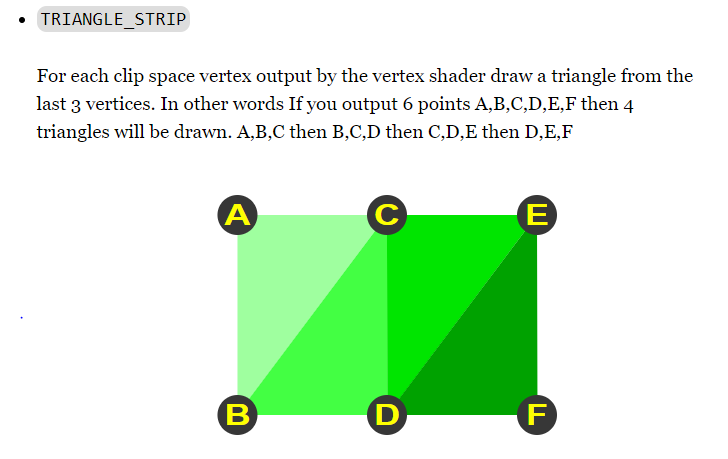 TRIANGLE_STRIP
For each clip space vertex output by the vertex shader draw a triangle from the
last 3 vertices. In other words If you output 6 points A,B,C,D,E,F then 4
triangles will be drawn. A,B,C then B,C,D then C,D,E then D,E,F
A C E
B D F